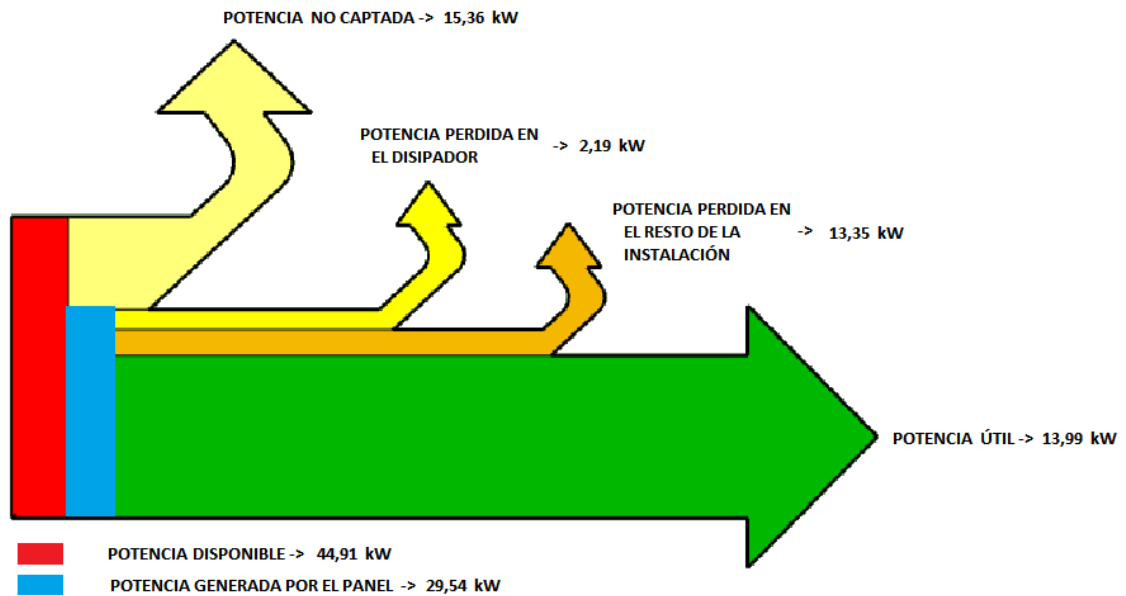 POTENCIA NO CAPTADA -> 15,36 kW
POTENCIA PERDIDA EN
EL DISIPADOR -> 2,19 kW
POTENCIA PERDIDA EN
EL RESTO DE LA -> 13,35 kW
INSTALACIÓN
POTENCIA ÚTIL -> 13,99 kW
POTENCIA DISPONIBLE -> 44,91 kW
POTENCIA GENERADA POR EL PANEL -> 29,54 kW